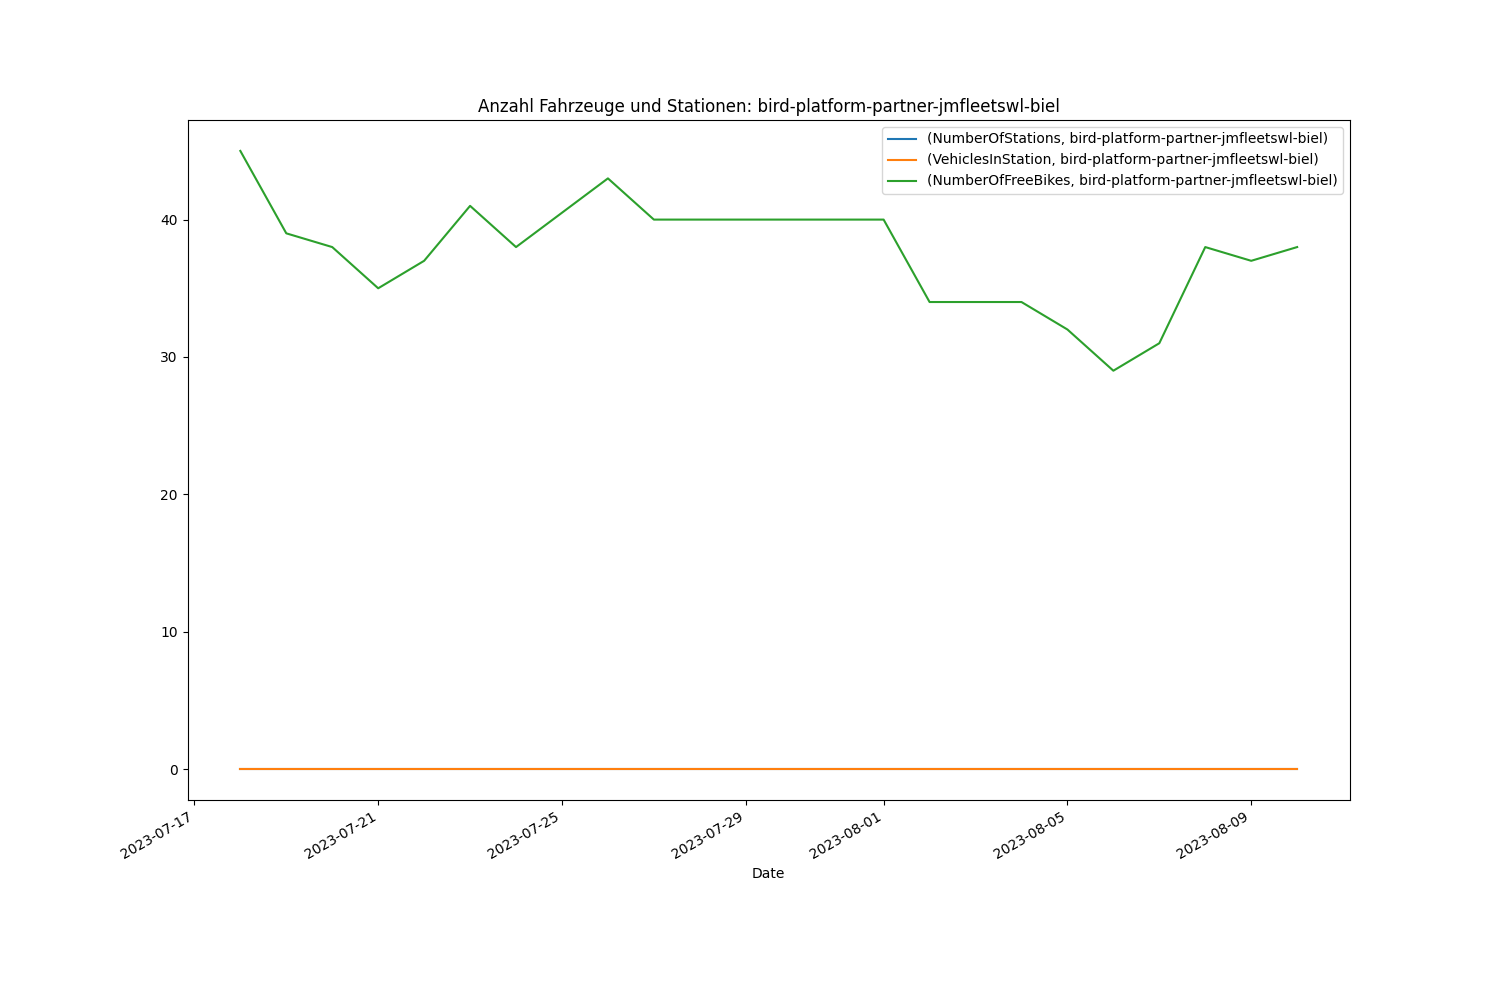 Anzahl Fahrzeuge und Stationen: bird-platform-partner-jmfleetswl-biel
(NumberOfStations, bird-platform-partner-jmfleetswl-biel)
(VehiclesInStation, bird-platform-partner-jmfleetswl-biel)
(NumberOfFreeBikes, bird-platform-partner-jmfleetswl-biel)
40
30
20
10
0
2023-07-17
2023-07-21
2023-07-25
2023-07-29
2023-08-01
2023-08-05
2023-08-09
Date